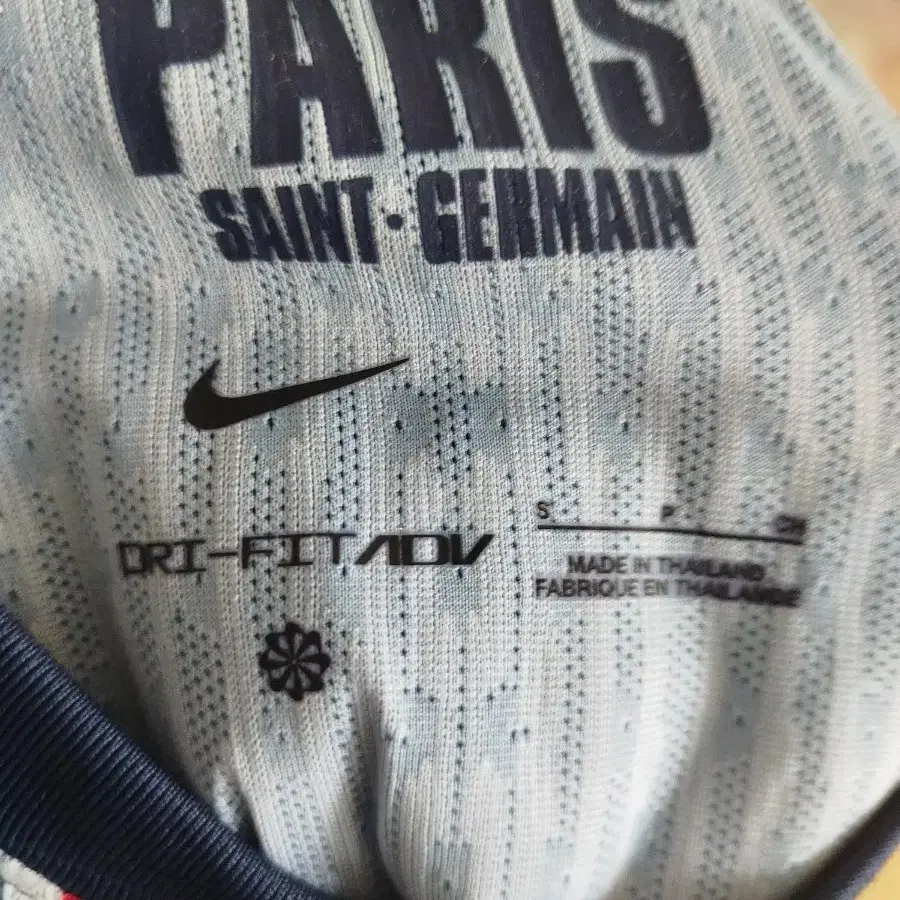 PARIS
SAINT·GERMAIN
DRI-FIT ADV
S P CH
MADE IN THAILAND
FABRIQUE EN THAILANDE